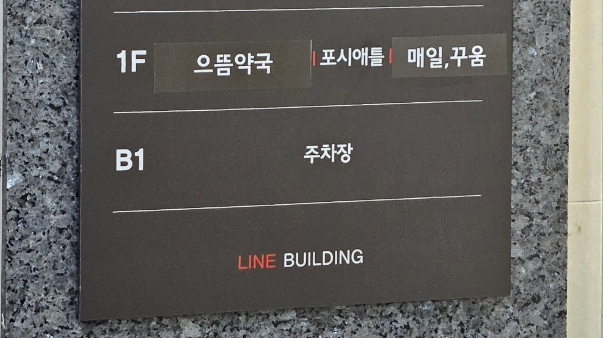 1F 으뜸약국 | 포시애틀 | 매일,꾸움
B1 주차장
LINE BUILDING